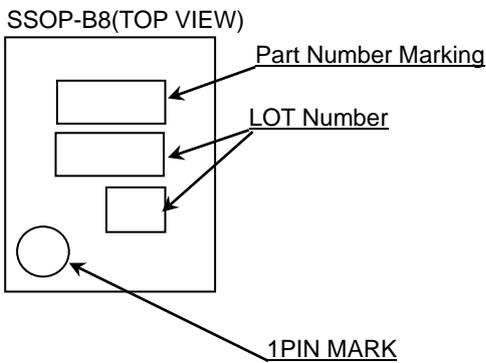 SSOP-B8(TOP VIEW)
Part Number Marking
LOT Number
1PIN MARK